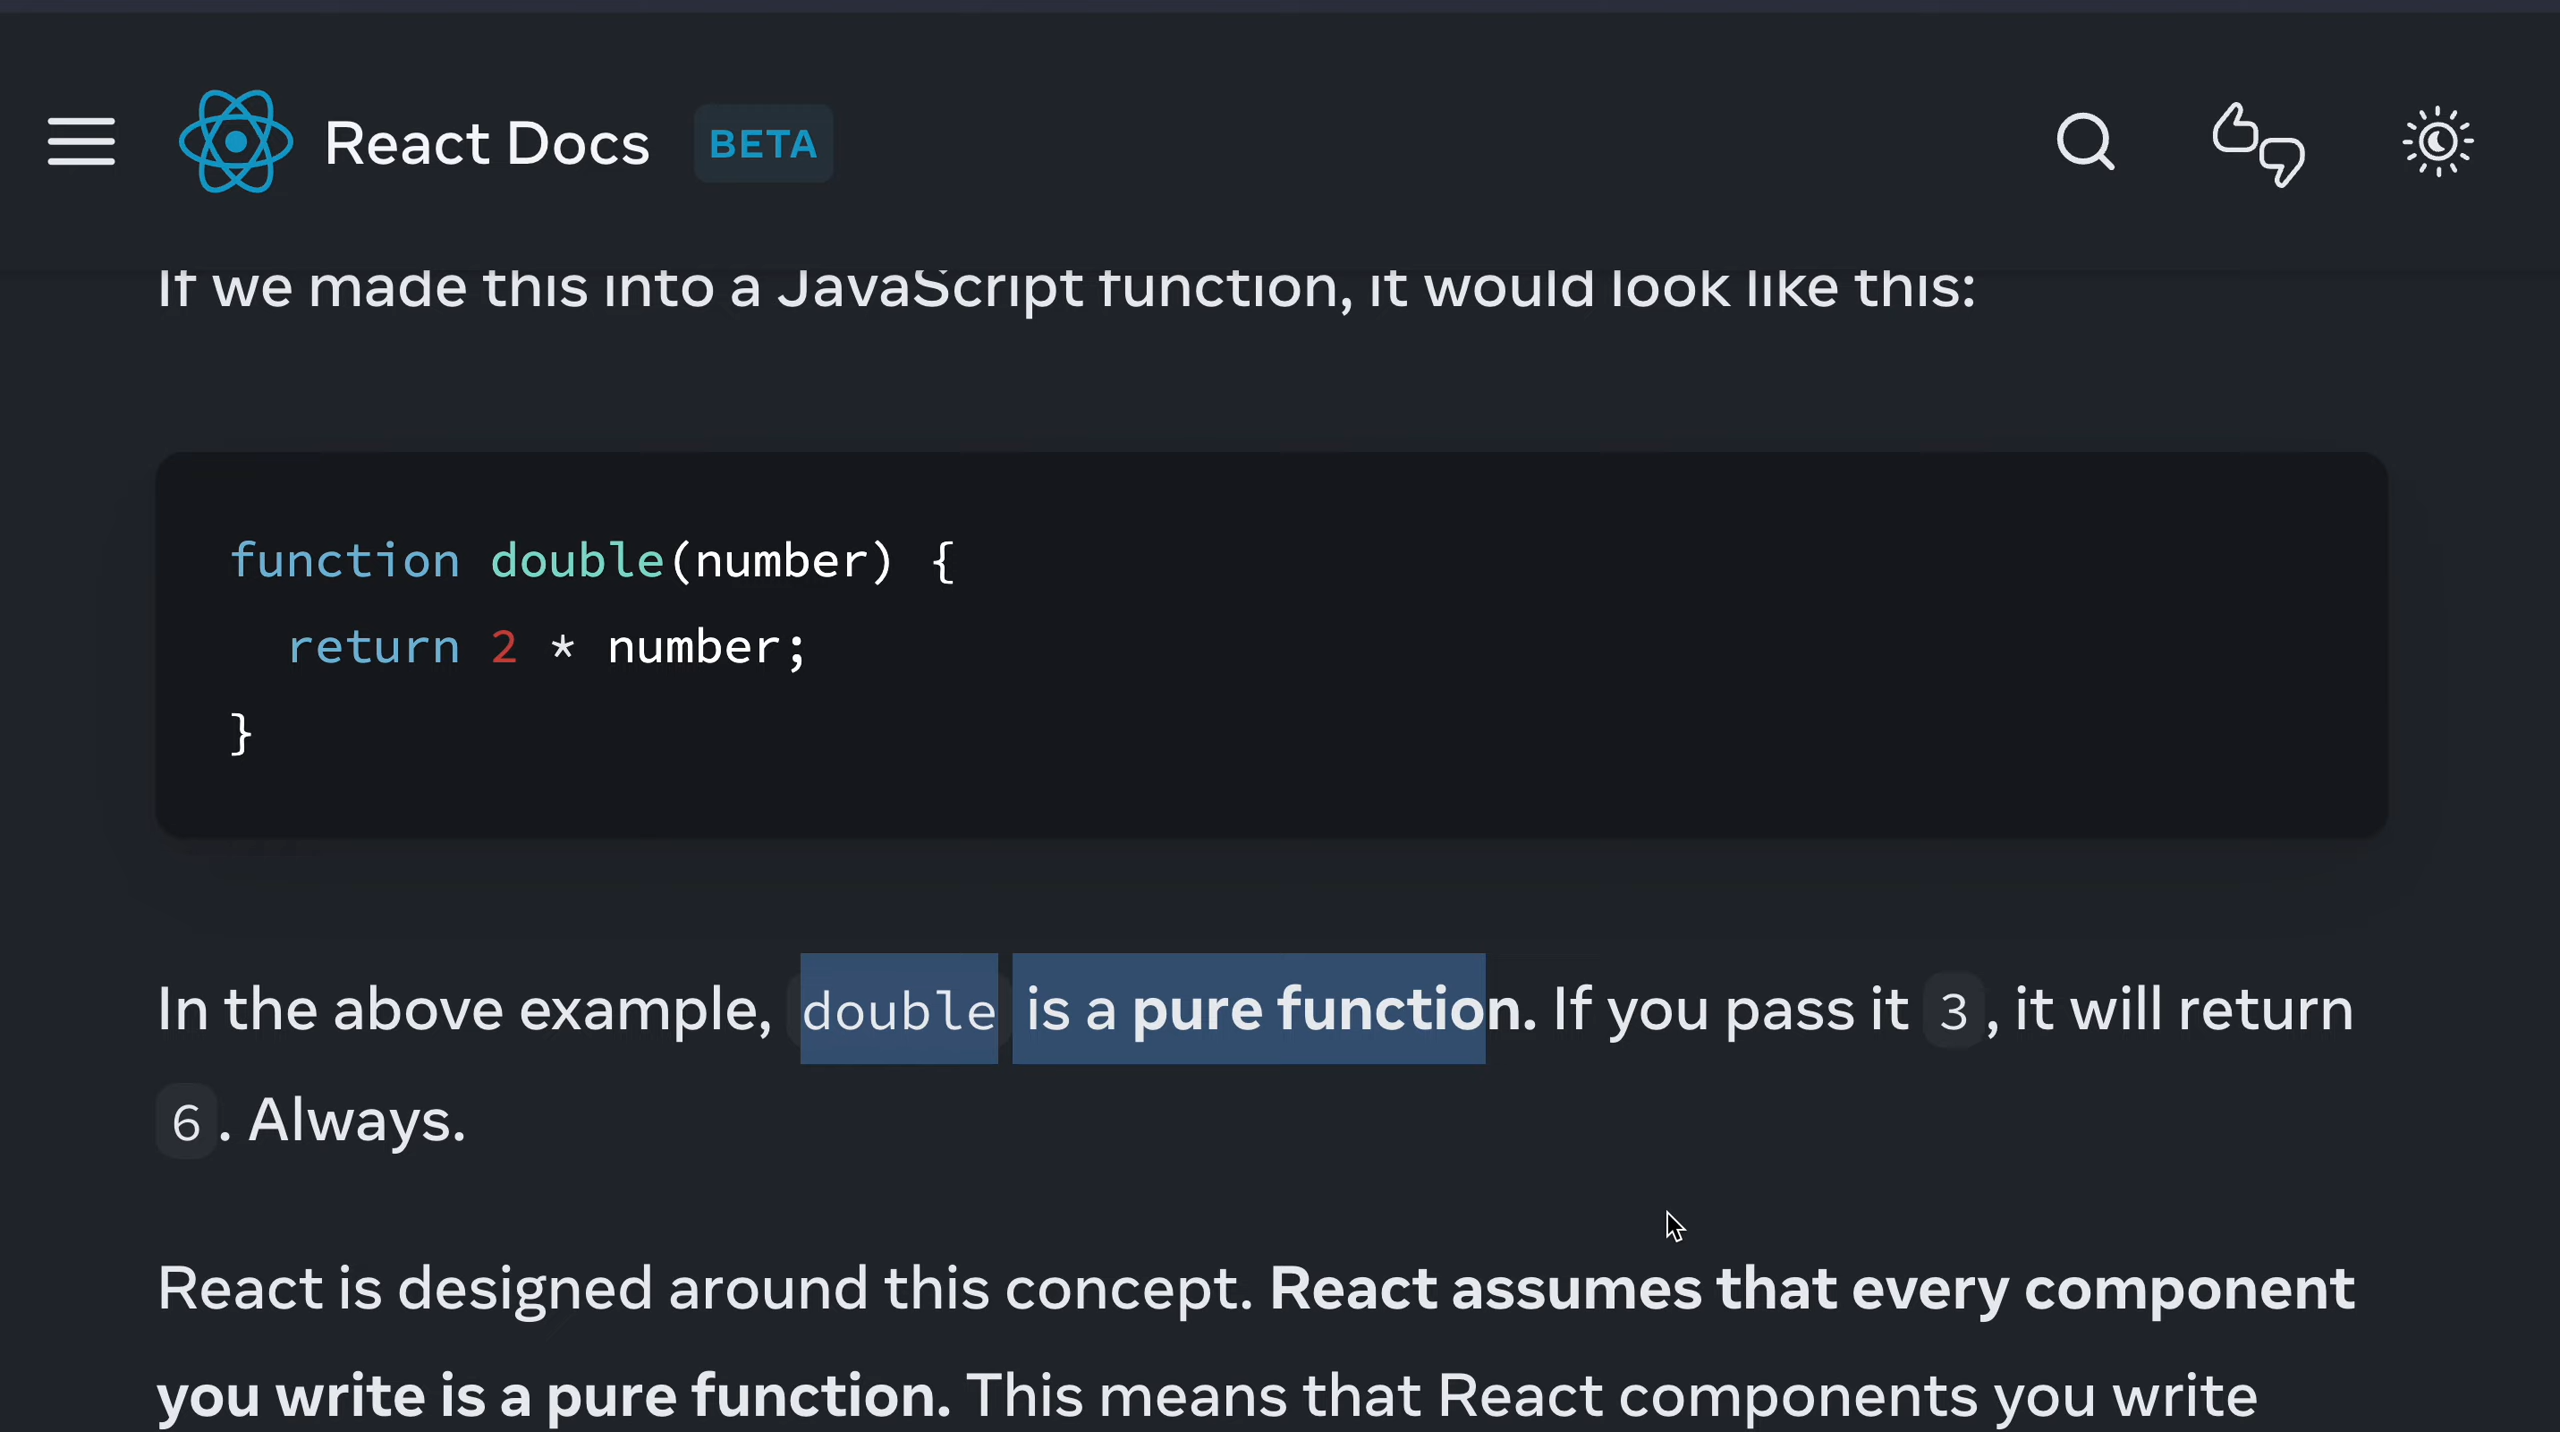 React Docs BETA
If we made this into a JavaScript function, it would look like this:
function double(number) {
  return 2 * number;
}
In the above example, double is a pure function. If you pass it 3, it will return
6. Always.
React is designed around this concept. React assumes that every component
you write is a pure function. This means that React components you write